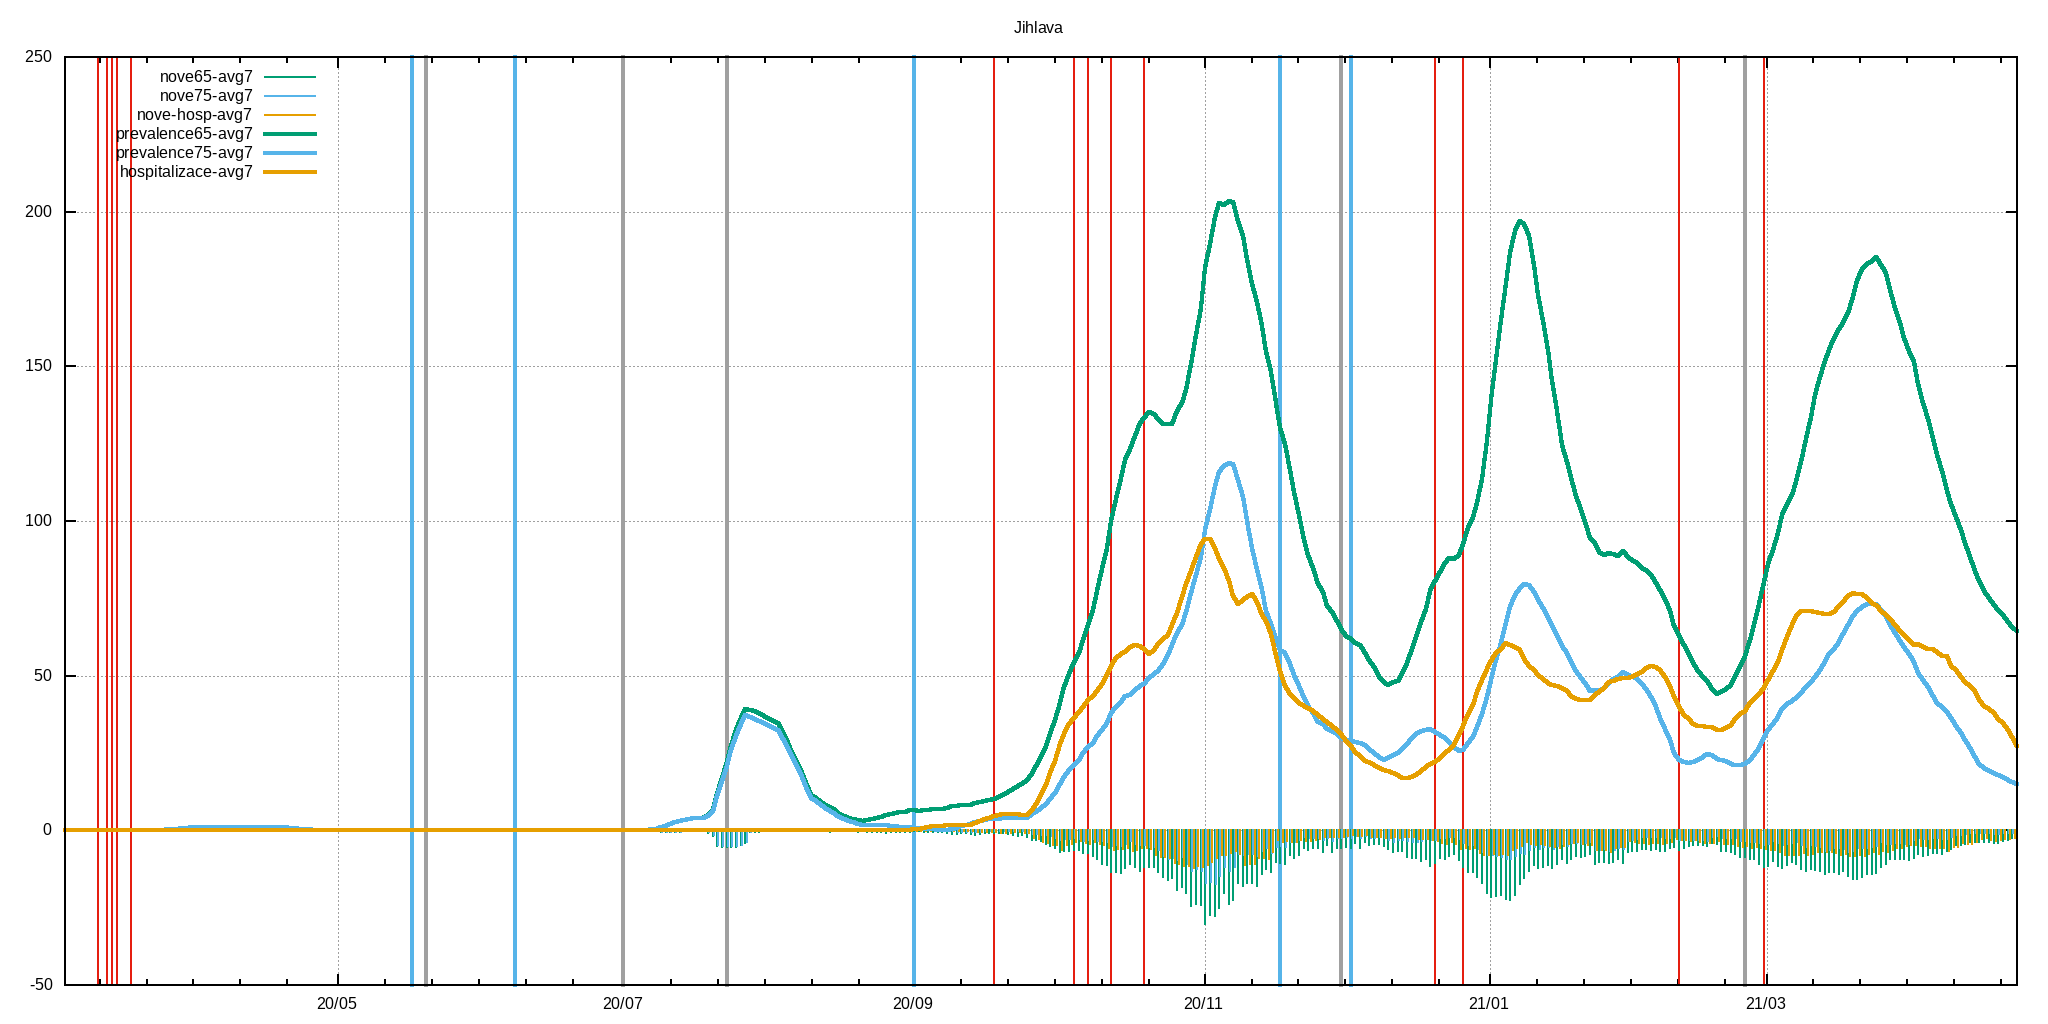 Jihlava
250
nove65-avg7
nove75-avg7
nove-hosp-avg7
prevalence65-avg7
prevalence75-avg7
hospitalizace-avg7
200
150
100
50
0
-50
20/05
20/07
20/09
20/11
21/01
21/03